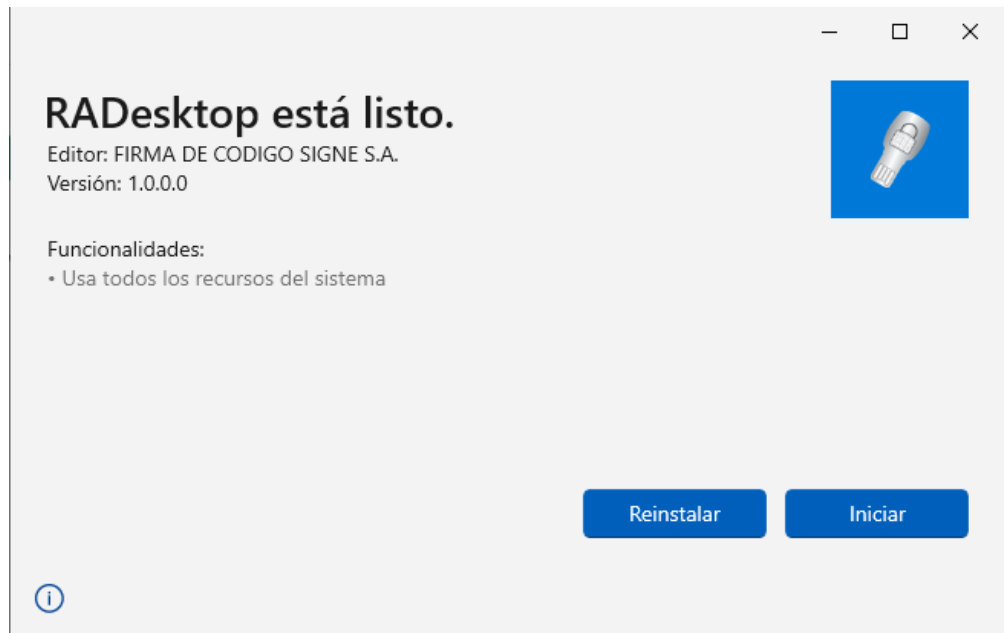 RADesktop está listo.
Editor: FIRMA DE CODIGO SIGNE S.A.
Versión: 1.0.0.0
Funcionalidades:
• Usa todos los recursos del sistema
Reinstalar
Iniciar